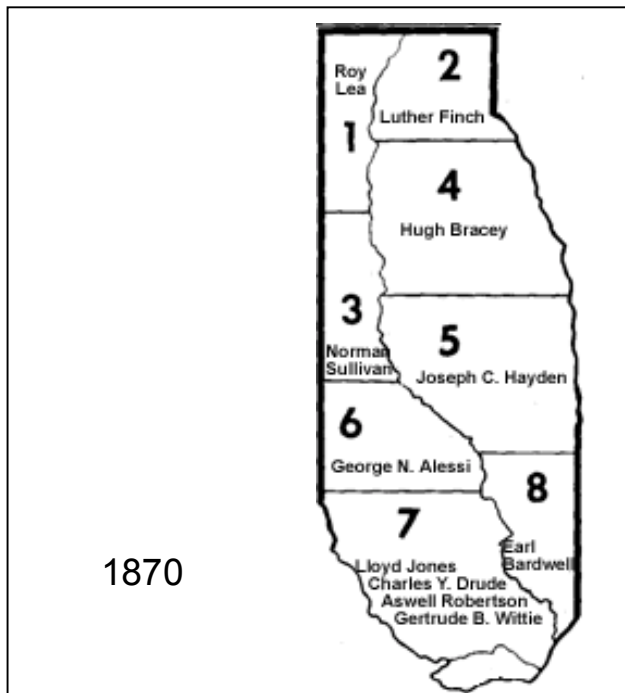 2
Roy
Lea
Luther Finch
1
4
Hugh Bracey
3
Norman
Sullivan
5
Joseph C. Hayden
6
George N. Alessi
8
7
Earl
Bardwell
Lloyd Jones
Charles Y. Drude
Aswell Robertson
Gertrude B. Wittie
1870